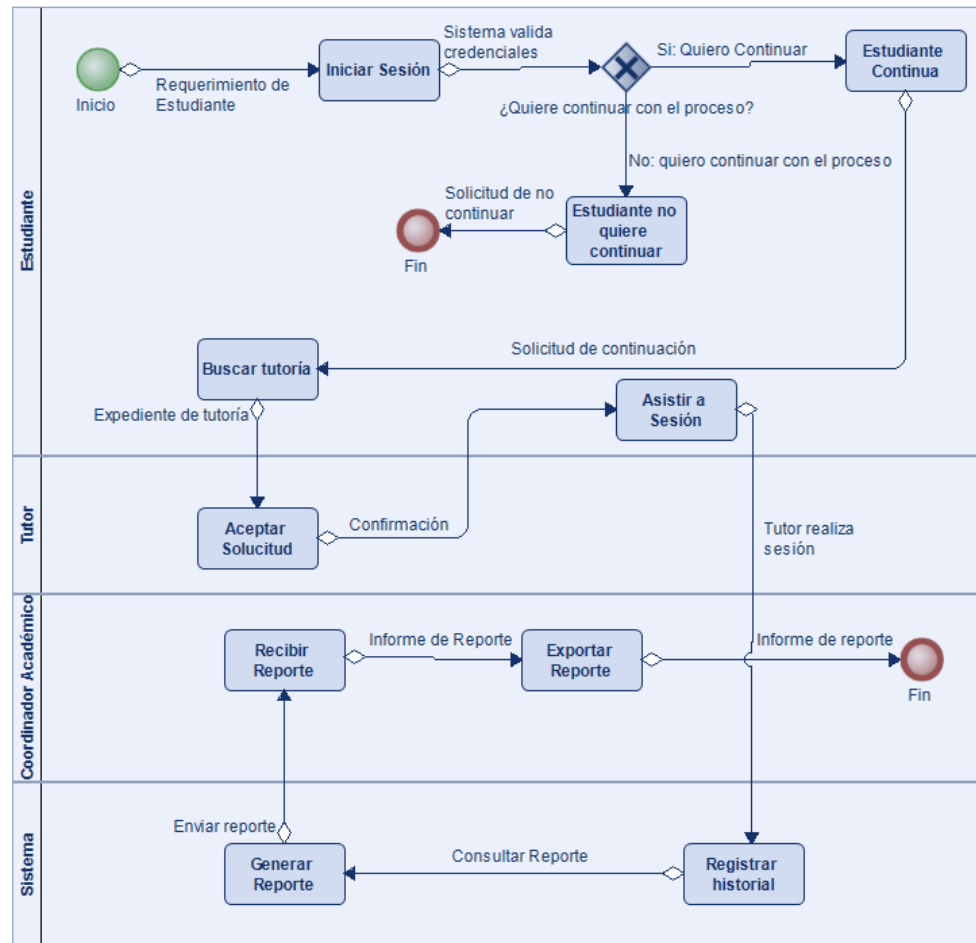 Estudiante
Inicio
Requerimiento de
Estudiante
Iniciar Sesión
Sistema valida
credenciales
¿Quiere continuar con el proceso?
Si: Quiero Continuar
Estudiante
Continua
No: quiero continuar con el proceso
Estudiante no
quiere
continuar
Solicitud de no
continuar
Fin
Solicitud de continuación
Buscar tutoría
Expediente de tutoría
Asistir a
Sesión
Tutor
Aceptar
Solucitud
Confirmación
Tutor realiza
sesión
Coordinador Académico
Recibir
Reporte
Informe de Reporte
Exportar
Reporte
Informe de reporte
Fin
Sistema
Enviar reporte
Generar
Reporte
Consultar Reporte
Registrar
historial